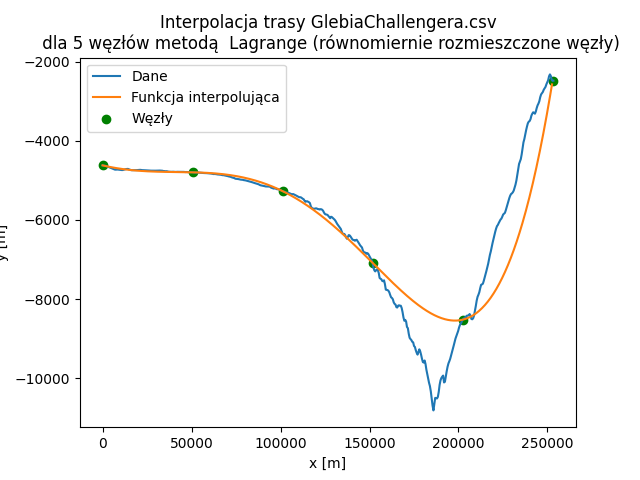 Interpolacja trasy GlebiaChallengera.csv
dla 5 węzłów metodą  Lagrange (równomiernie rozmieszczone węzły)
Dane
Funkcja interpolująca
Węzły
−2000
−4000
−6000
−8000
−10000
y [m]
0
50000
100000
150000
200000
250000
x [m]